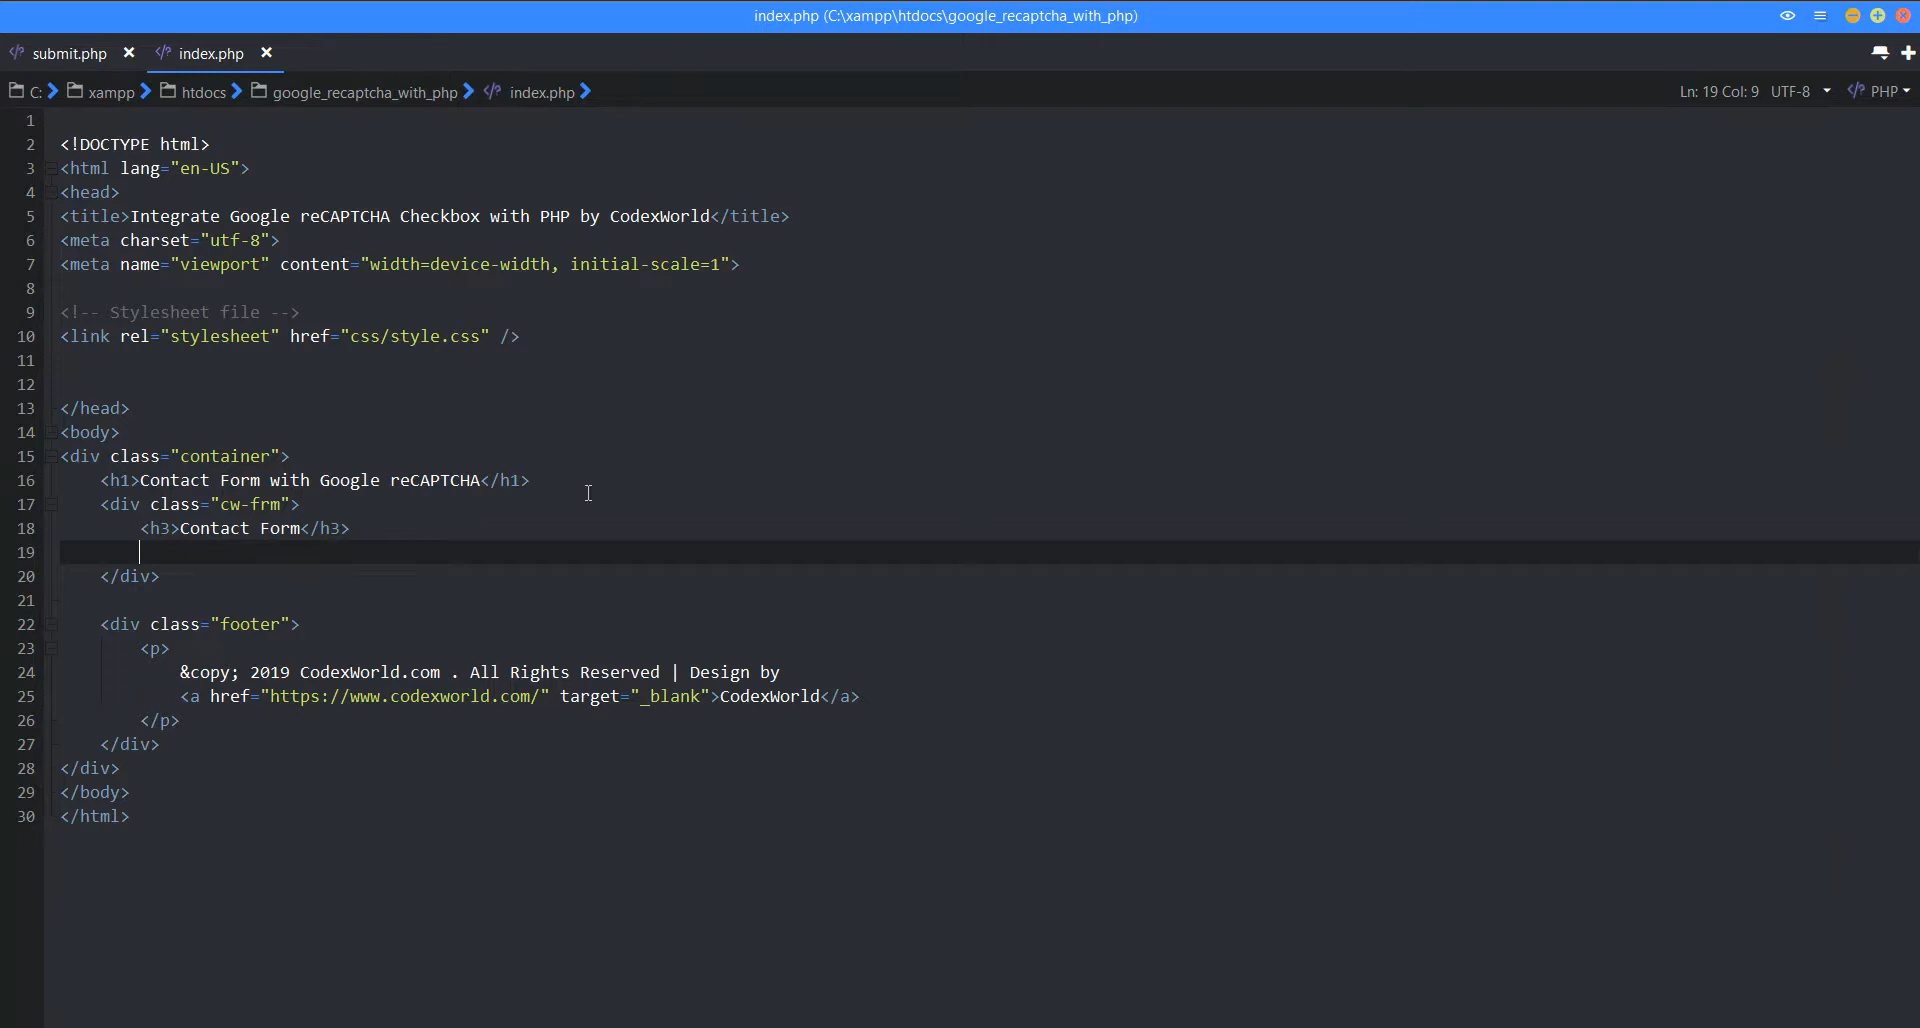 index.php (C:\xampp\htdocs\google_recaptcha_with_php)
submit.php index.php
C: xampp htdocs google_recaptcha_with_php index.php Ln: 19 Col: 9 UTF-8 PHP
1
2 <!DOCTYPE html>
3 <html lang="en-US">
4 <head>
5 <title>Integrate Google reCAPTCHA Checkbox with PHP by CodexWorld</title>
6 <meta charset="utf-8">
7 <meta name="viewport" content="width=device-width, initial-scale=1">
8
9 <!-- Stylesheet file -->
10 <link rel="stylesheet" href="css/style.css" />
11
12
13 </head>
14 <body>
15 <div class="container">
16     <h1>Contact Form with Google reCAPTCHA</h1>
17     <div class="cw-frm">
18         <h3>Contact Form</h3>
19
20     </div>
21
22     <div class="footer">
23         <p>
24             &copy; 2019 CodexWorld.com . All Rights Reserved | Design by
25             <a href="https://www.codexworld.com/" target="_blank">CodexWorld</a>
26         </p>
27     </div>
28 </div>
29 </body>
30 </html>